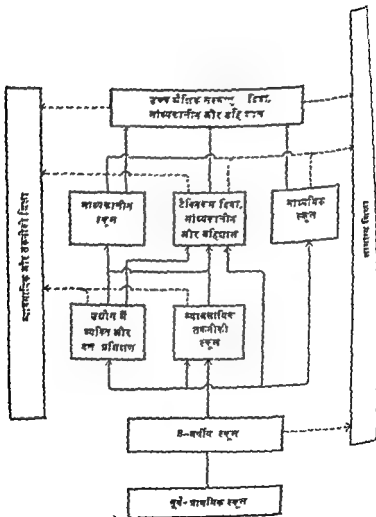 उच्च शैक्षिक संस्थाएं, दिवा,
सांध्यकालीन और बहिःशाल
सांध्यकालीन
स्कूल
टैक्निकम दिवा,
सांध्यकालीन
और बहिःशाल
माध्यमिक
स्कूल
उद्योग में
व्यक्ति और
दल प्रशिक्षण
व्यावसायिक
तकनीकी
स्कूल
8-वर्षीय स्कूल
पूर्व-प्राथमिक स्कूल
व्यावसायिक और तकनीकी शिक्षा
सामान्य शिक्षा